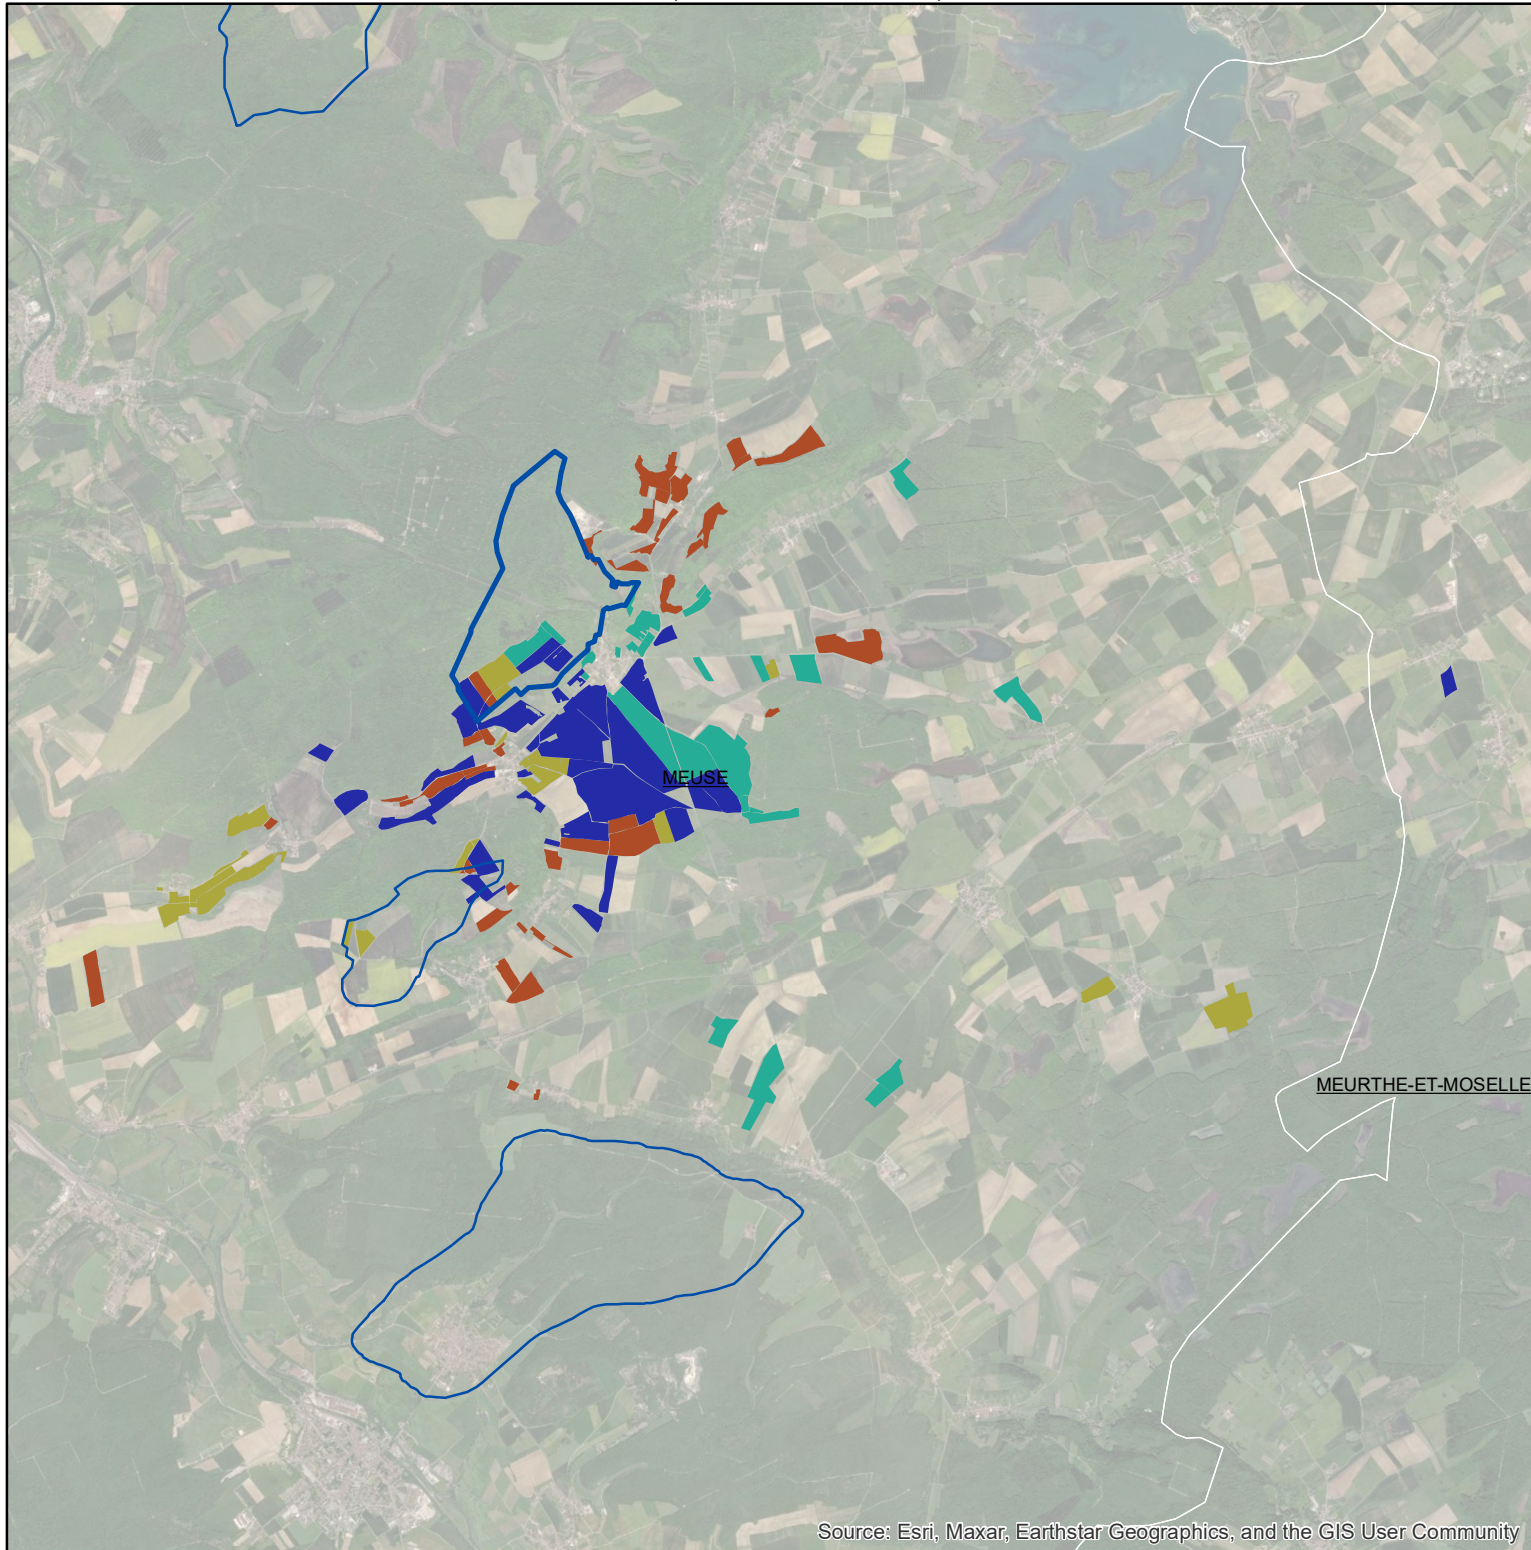 MEUSE
MEURTHE-ET-MOSELLE
Source: Esri, Maxar, Earthstar Geographics, and the GIS User Community